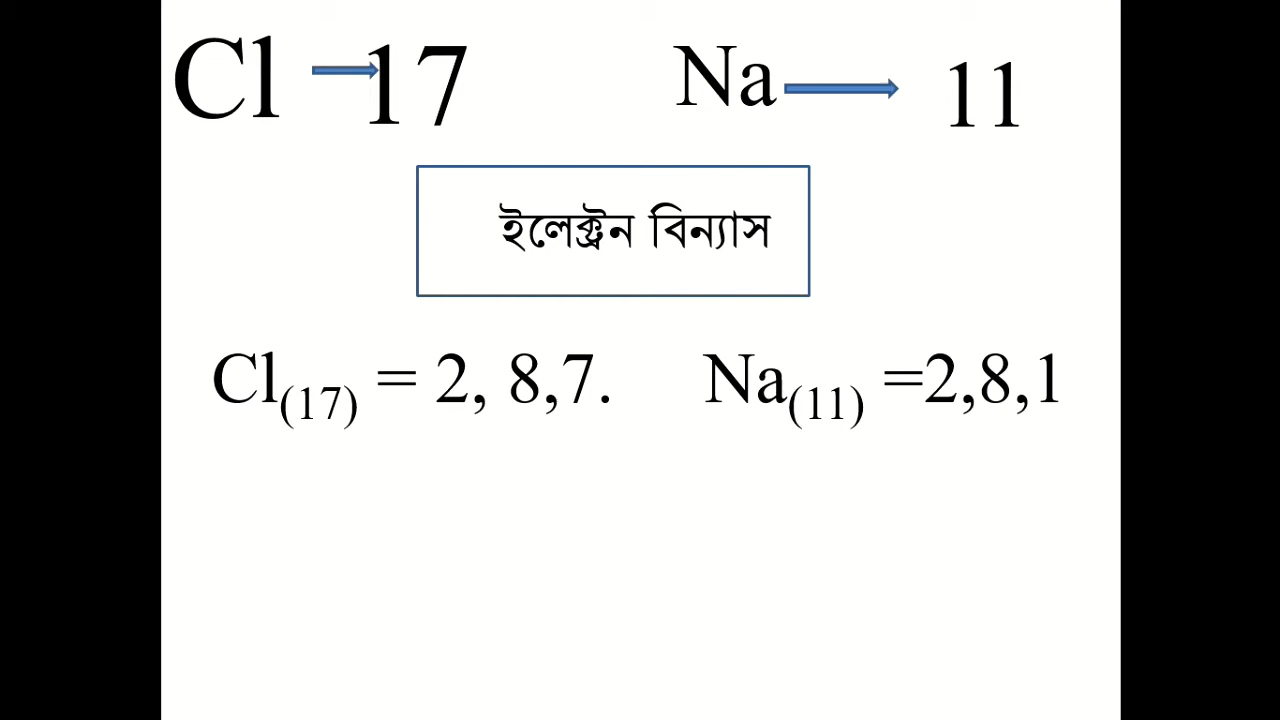 Cl → 17 Na → 11
ইলেক্ট্রন বিন্যাস
Cl(17) = 2, 8,7. Na(11) =2,8,1